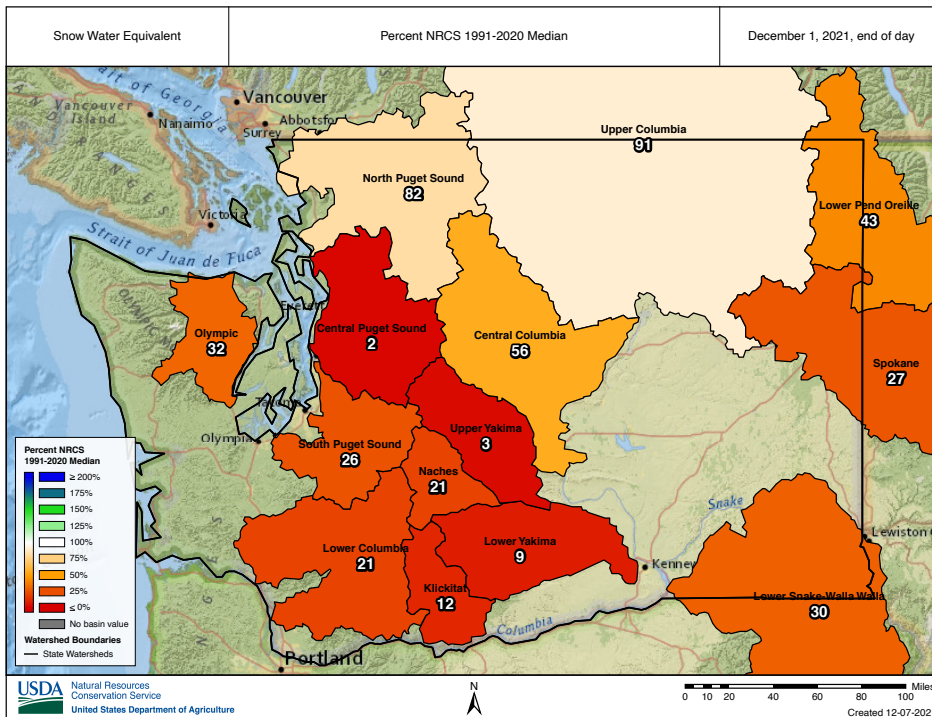 Snow Water Equivalent
Percent NRCS 1991-2020 Median
December 1, 2021, end of day
Vancouver
Nanaimo
Abbotsf
Surrey
Victoria
Strait of Juan de Fuca
Upper Columbia
91
North Puget Sound
82
Lower Pend Oreille
43
Everett
Olympic
32
Central Puget Sound
2
Central Columbia
56
Spokane
27
Tacoma
Olympia
South Puget Sound
26
Upper Yakima
3
Naches
21
Snake
Lower Columbia
21
Lower Yakima
9
Klickitat
12
Kenney
Lewiston
Lower Snake-Walla Walla
30
Columbia
Portland
Percent NRCS
1991-2020 Median
≥ 200%
175%
150%
125%
100%
75%
50%
25%
≤ 0%
No basin value
Watershed Boundaries
State Watersheds
USDA
Natural Resources
Conservation Service
United States Department of Agriculture
N
Miles
0 10 20 40 60 80 100
Created 12-07-202